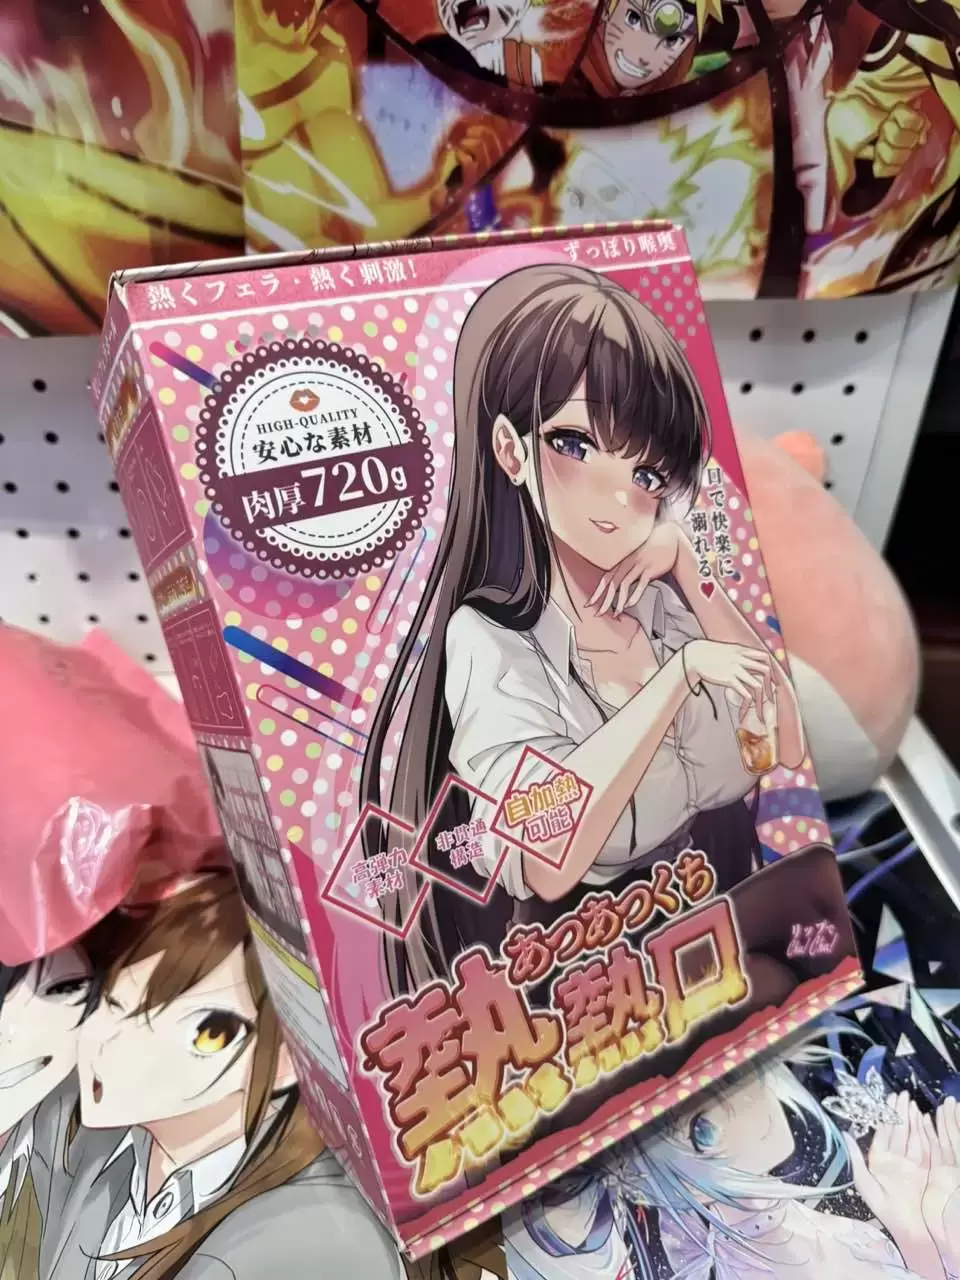 熱くフェラ・熱く刺激!
ずっぽり喉奥
HIGH-QUALITY
安心な素材
肉厚720g
口で快楽に
溺れる♥
高弾力
素材
非貫通
構造
自加熱
可能
あつあつくち
熱熱口